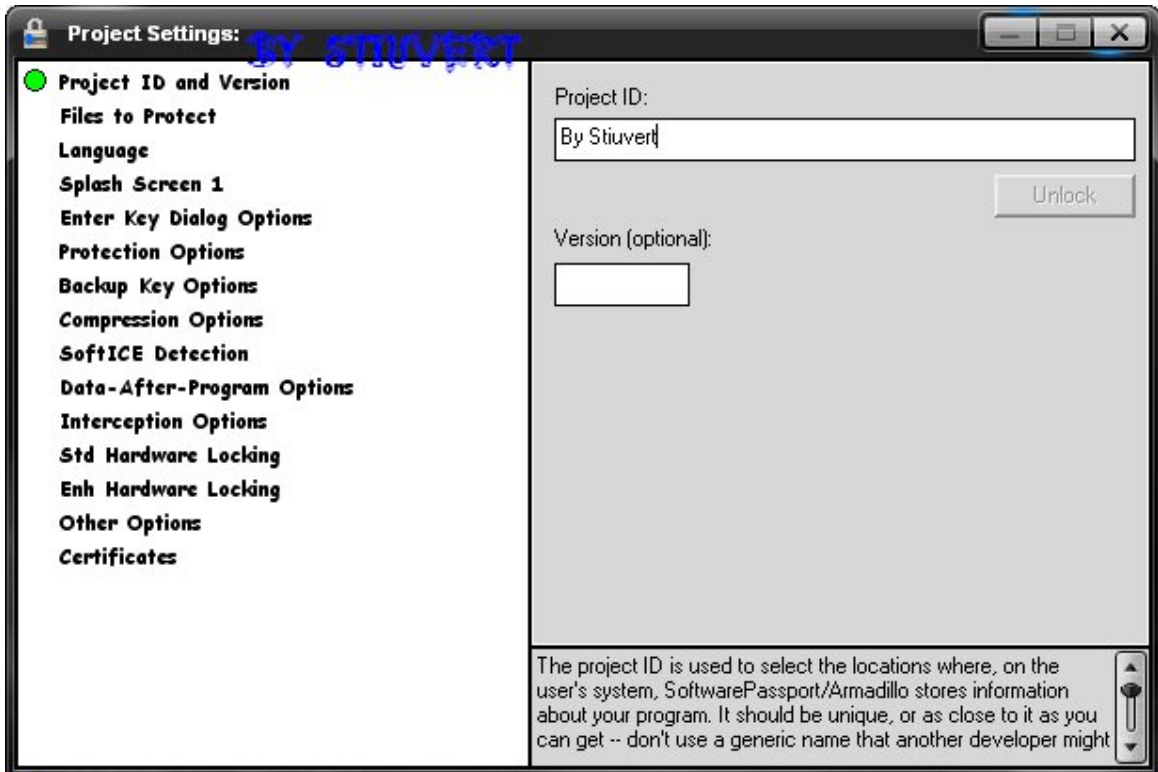 Project Settings:
BY STIUVERT
Project ID and Version
Files to Protect
Language
Splash Screen 1
Enter Key Dialog Options
Protection Options
Backup Key Options
Compression Options
SoftICE Detection
Data-After-Program Options
Interception Options
Std Hardware Locking
Enh Hardware Locking
Other Options
Certificates
Project ID:
By Stiuvert
Unlock
Version (optional):
The project ID is used to select the locations where, on the
user's system, SoftwarePassport/Armadillo stores information
about your program. It should be unique, or as close to it as you
can get -- don't use a generic name that another developer might